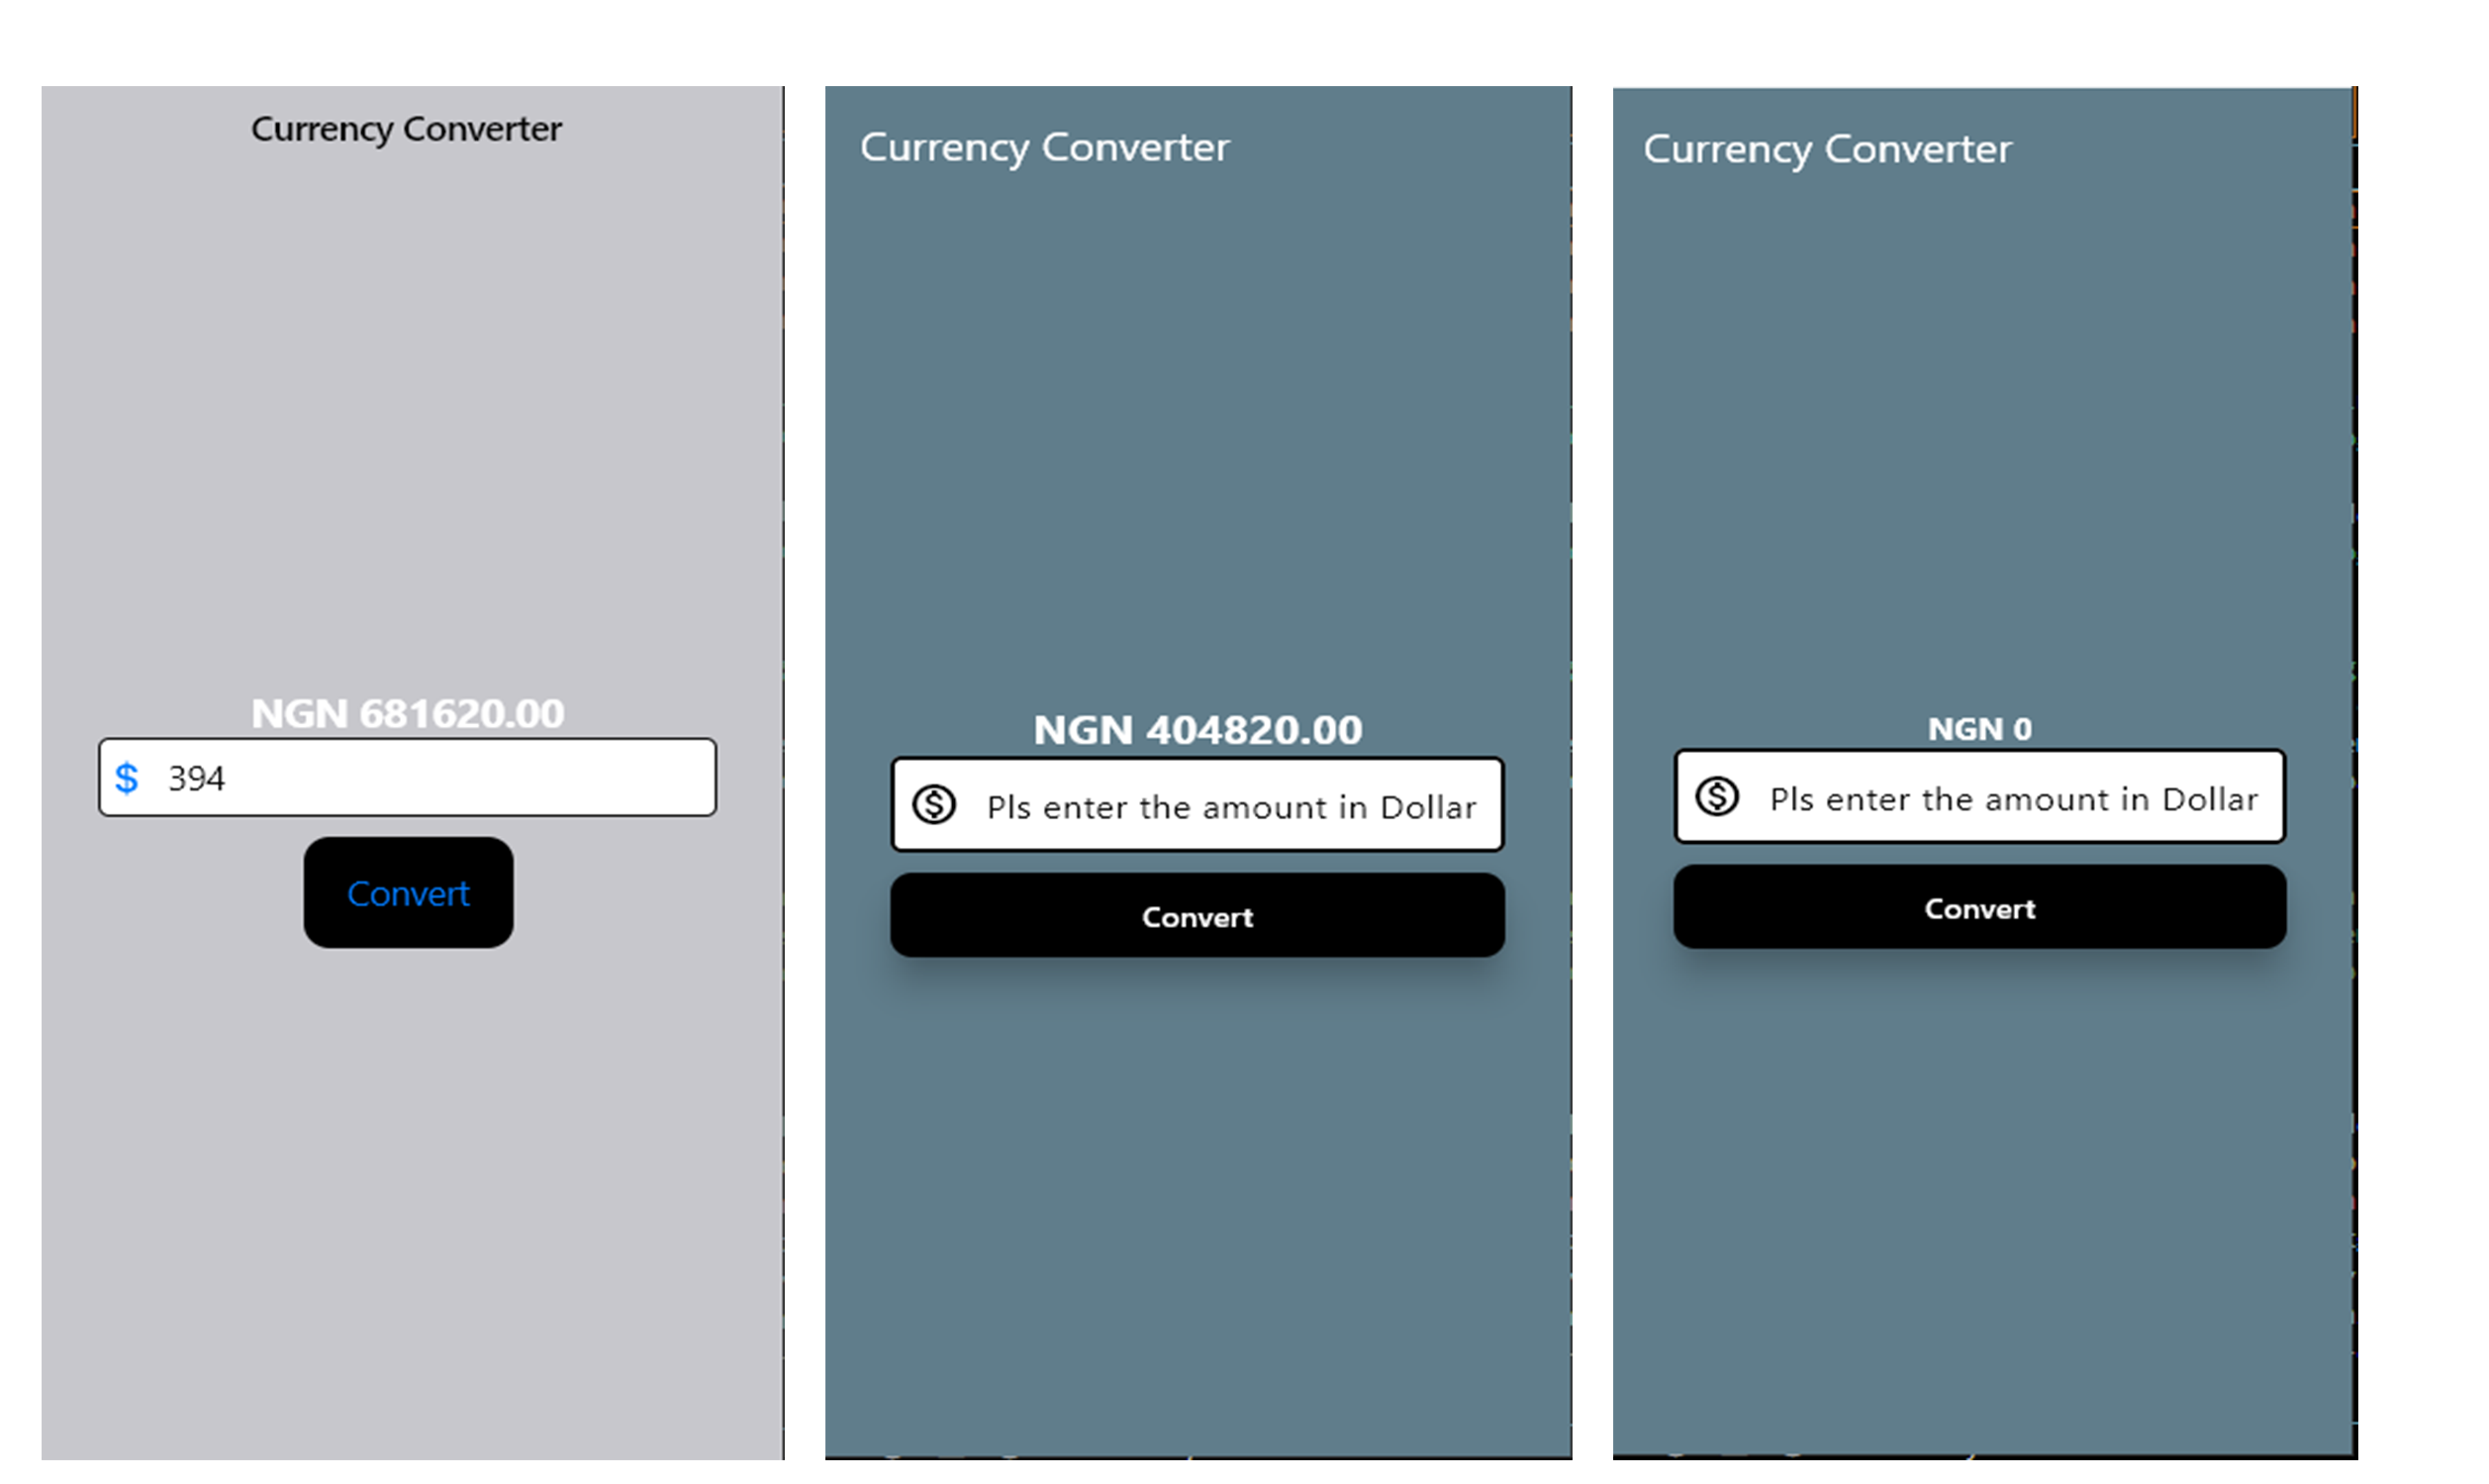 Currency Converter
NGN 681620.00
$ 394
Convert
Currency Converter
NGN 404820.00
$ Pls enter the amount in Dollar
Convert
Currency Converter
NGN 0
$ Pls enter the amount in Dollar
Convert